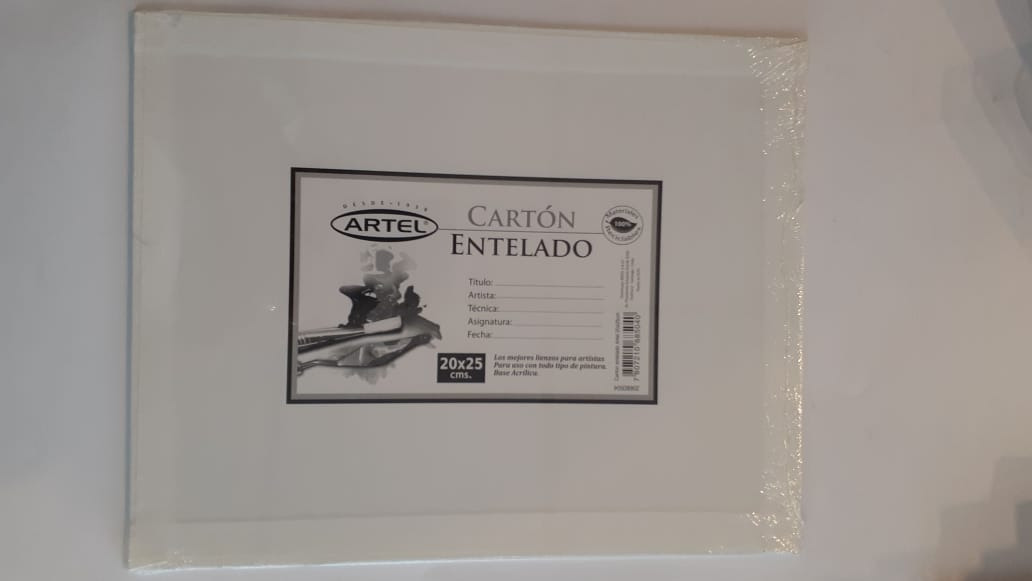 DESDE • 1939
ARTEL®
CARTÓN
ENTELADO
Materiales
100%
Reciclables
Título:
Artista:
Técnica:
Asignatura:
Fecha:
20x25
cms.
Los mejores lienzos para artistas
Para uso con todo tipo de pintura.
Base Acrílica.